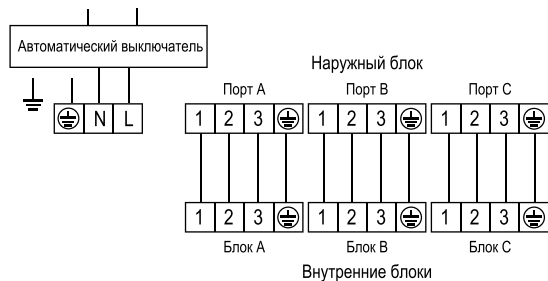 Автоматический выключатель
N L
Наружный блок
Порт A Порт B Порт C
1 2 3 1 2 3 1 2 3
1 2 3 1 2 3 1 2 3
Блок A Блок B Блок C
Внутренние блоки